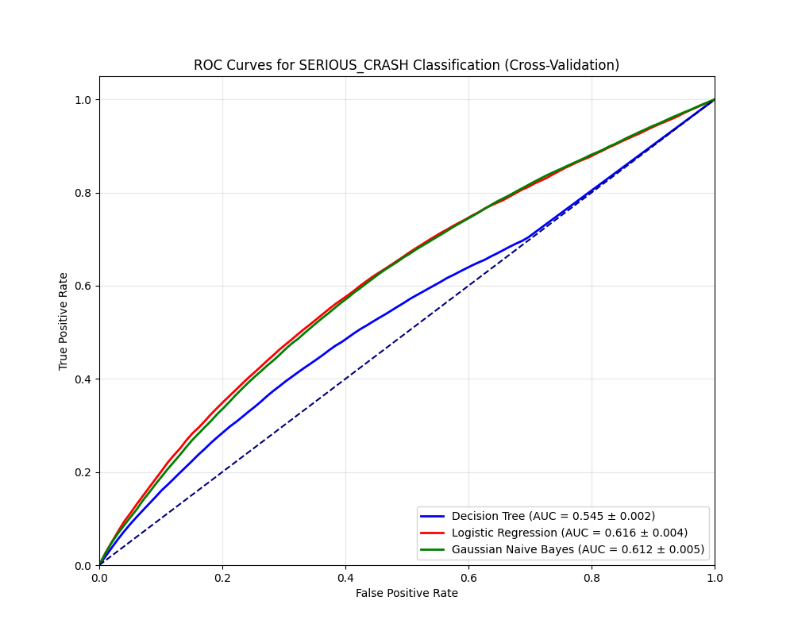 ROC Curves for SERIOUS_CRASH Classification (Cross-Validation)
True Positive Rate
1.0
0.8
0.6
0.4
0.2
0.0
0.0 0.2 0.4 0.6 0.8 1.0
False Positive Rate
Decision Tree (AUC = 0.545 ± 0.002)
Logistic Regression (AUC = 0.616 ± 0.004)
Gaussian Naive Bayes (AUC = 0.612 ± 0.005)